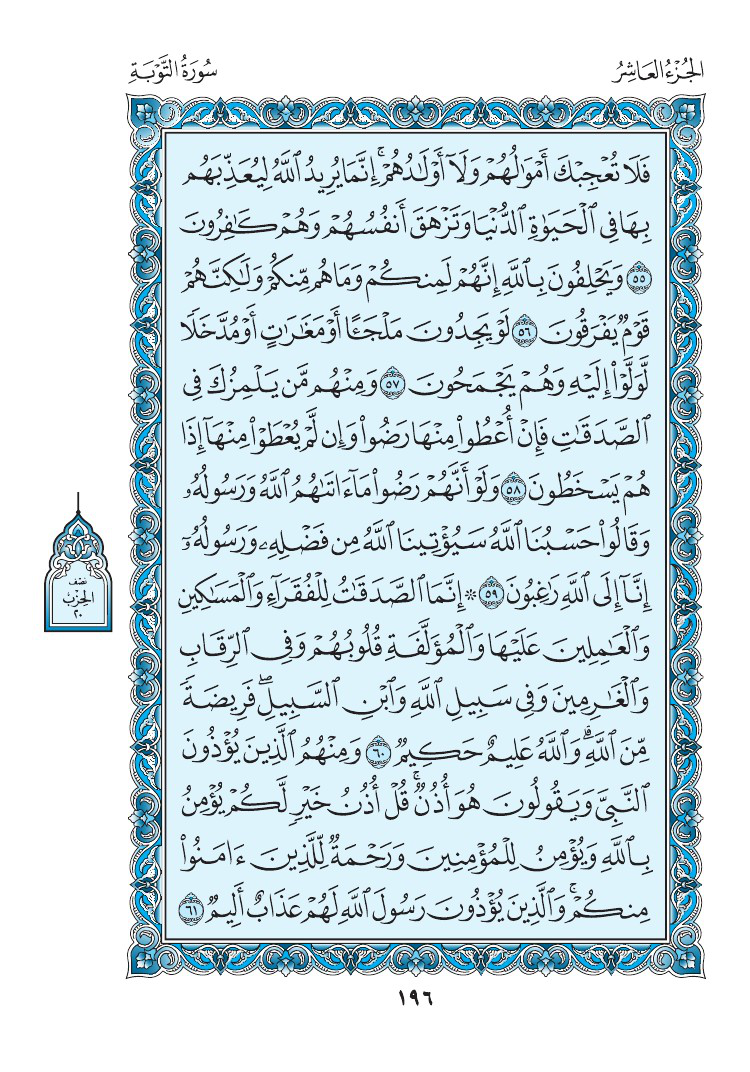 الجُزْءُ العَاشِرُ
سُورَةُ التَّوْبَةِ
فَلَا تُعْجِبْكَ أَمْوَٰلُهُمْ وَلَآ أَوْلَٰدُهُمْۚ إِنَّمَا يُرِيدُ ٱللَّهُ لِيُعَذِّبَهُم
بِهَا فِي ٱلْحَيَوٰةِ ٱلدُّنْيَا وَتَزْهَقَ أَنفُسُهُمْ وَهُمْ كَٰفِرُونَ
٥٥ وَيَحْلِفُونَ بِٱللَّهِ إِنَّهُمْ لَمِنكُمْ وَمَا هُم مِّنكُمْ وَلَٰكِنَّهُمْ
قَوْمٌ يَفْرَقُونَ ٥٦ لَوْ يَجِدُونَ مَلْجَـًٔا أَوْ مَغَٰرَٰتٍ أَوْ مُدَّخَلًا
لَّوَلَّوْا۟ إِلَيْهِ وَهُمْ يَجْمَحُونَ ٥٧ وَمِنْهُم مَّن يَلْمِزُكَ فِي
ٱلصَّدَقَٰتِ فَإِنْ أُعْطُوا۟ مِنْهَا رَضُوا۟ وَإِن لَّمْ يُعْطَوْا۟ مِنْهَآ إِذَا
هُمْ يَسْخَطُونَ ٥٨ وَلَوْ أَنَّهُمْ رَضُوا۟ مَآ ءَاتَىٰهُمُ ٱللَّهُ وَرَسُولُهُۥ
وَقَالُوا۟ حَسْبُنَا ٱللَّهُ سَيُؤْتِينَا ٱللَّهُ مِن فَضْلِهِۦ وَرَسُولُهُۥٓ
إِنَّآ إِلَى ٱللَّهِ رَٰغِبُونَ ٥٩ * إِنَّمَا ٱلصَّدَقَٰتُ لِلْفُقَرَآءِ وَٱلْمَسَٰكِينِ
وَٱلْعَٰمِلِينَ عَلَيْهَا وَٱلْمُؤَلَّفَةِ قُلُوبُهُمْ وَفِي ٱلرِّقَابِ
وَٱلْغَٰرِمِينَ وَفِي سَبِيلِ ٱللَّهِ وَٱبْنِ ٱلسَّبِيلِۖ فَرِيضَةً
مِّنَ ٱللَّهِۗ وَٱللَّهُ عَلِيمٌ حَكِيمٌ ٦٠ وَمِنْهُمُ ٱلَّذِينَ يُؤْذُونَ
ٱلنَّبِيَّ وَيَقُولُونَ هُوَ أُذُنٌۚ قُلْ أُذُنُ خَيْرٍ لَّكُمْ يُؤْمِنُ
بِٱللَّهِ وَيُؤْمِنُ لِلْمُؤْمِنِينَ وَرَحْمَةٌ لِّلَّذِينَ ءَامَنُوا۟
مِنكُمْۚ وَٱلَّذِينَ يُؤْذُونَ رَسُولَ ٱللَّهِ لَهُمْ عَذَابٌ أَلِيمٌ ٦١
نصف
الحزب
٢٠
١٩٦